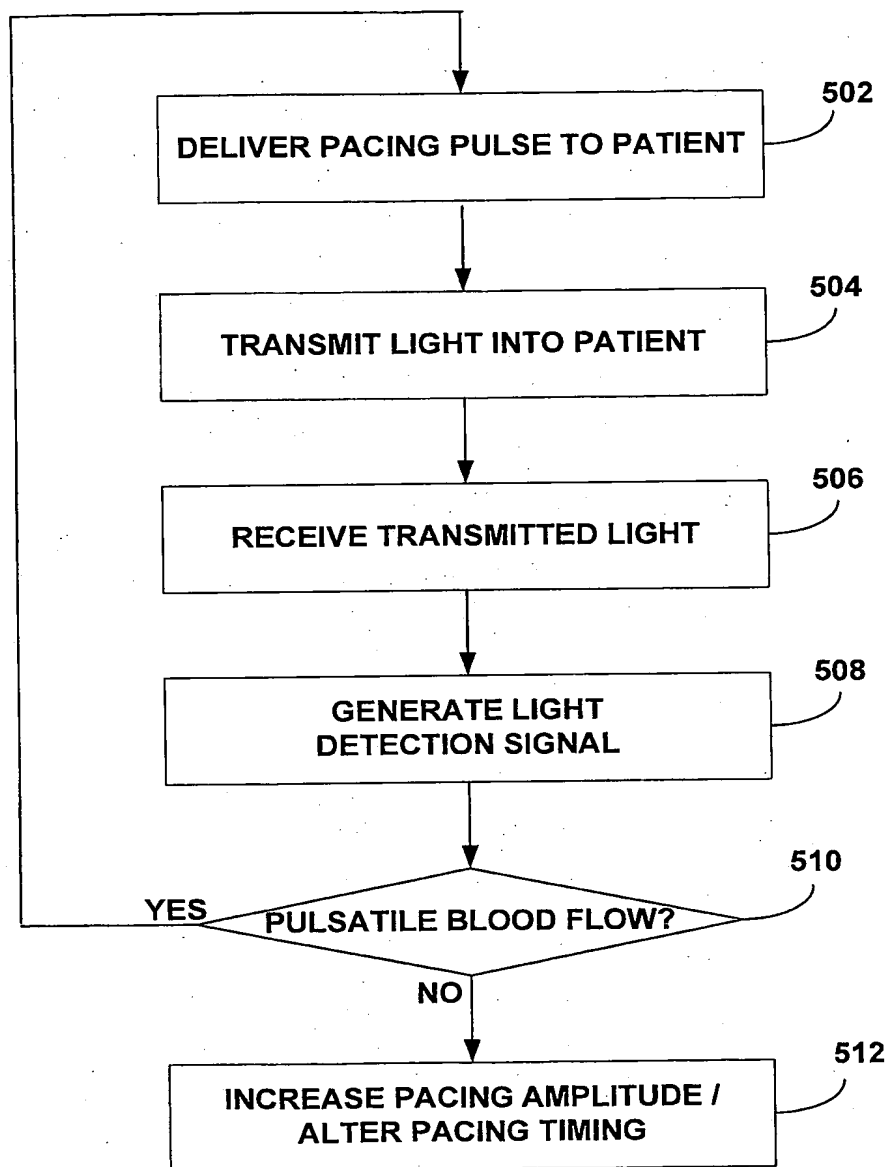 502
DELIVER PACING PULSE TO PATIENT
504
TRANSMIT LIGHT INTO PATIENT
506
RECEIVE TRANSMITTED LIGHT
508
GENERATE LIGHT
DETECTION SIGNAL
510
YES
PULSATILE BLOOD FLOW?
NO
512
INCREASE PACING AMPLITUDE /
ALTER PACING TIMING